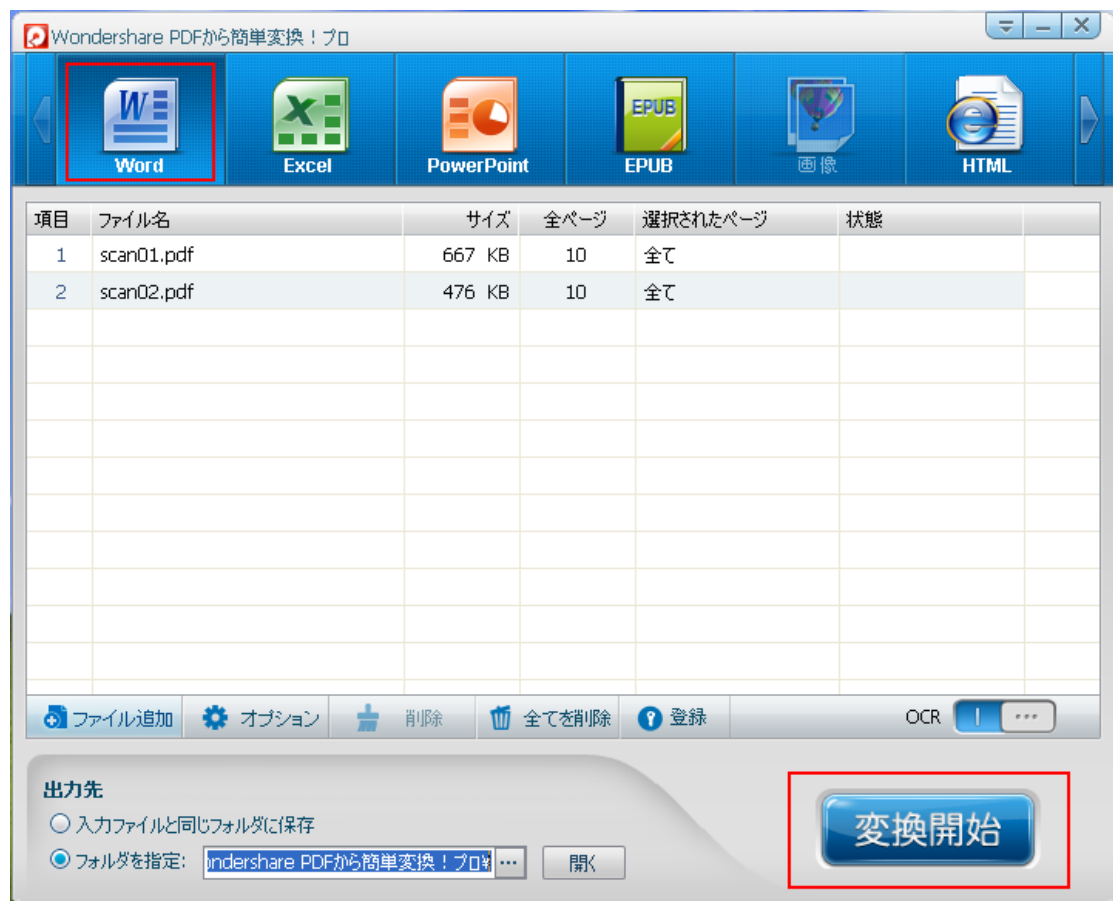 Wondershare PDFから簡単変換！プロ
Word Excel PowerPoint EPUB 画像 HTML
項目 ファイル名 サイズ 全ページ 選択されたページ 状態
1 scan01.pdf 667 KB 10 全て
2 scan02.pdf 476 KB 10 全て
ファイル追加 オプション 削除 全てを削除 登録 OCR
出力先
入力ファイルと同じフォルダに保存
フォルダを指定: ondershare PDFから簡単変換！プロ¥ ... 開く
変換開始